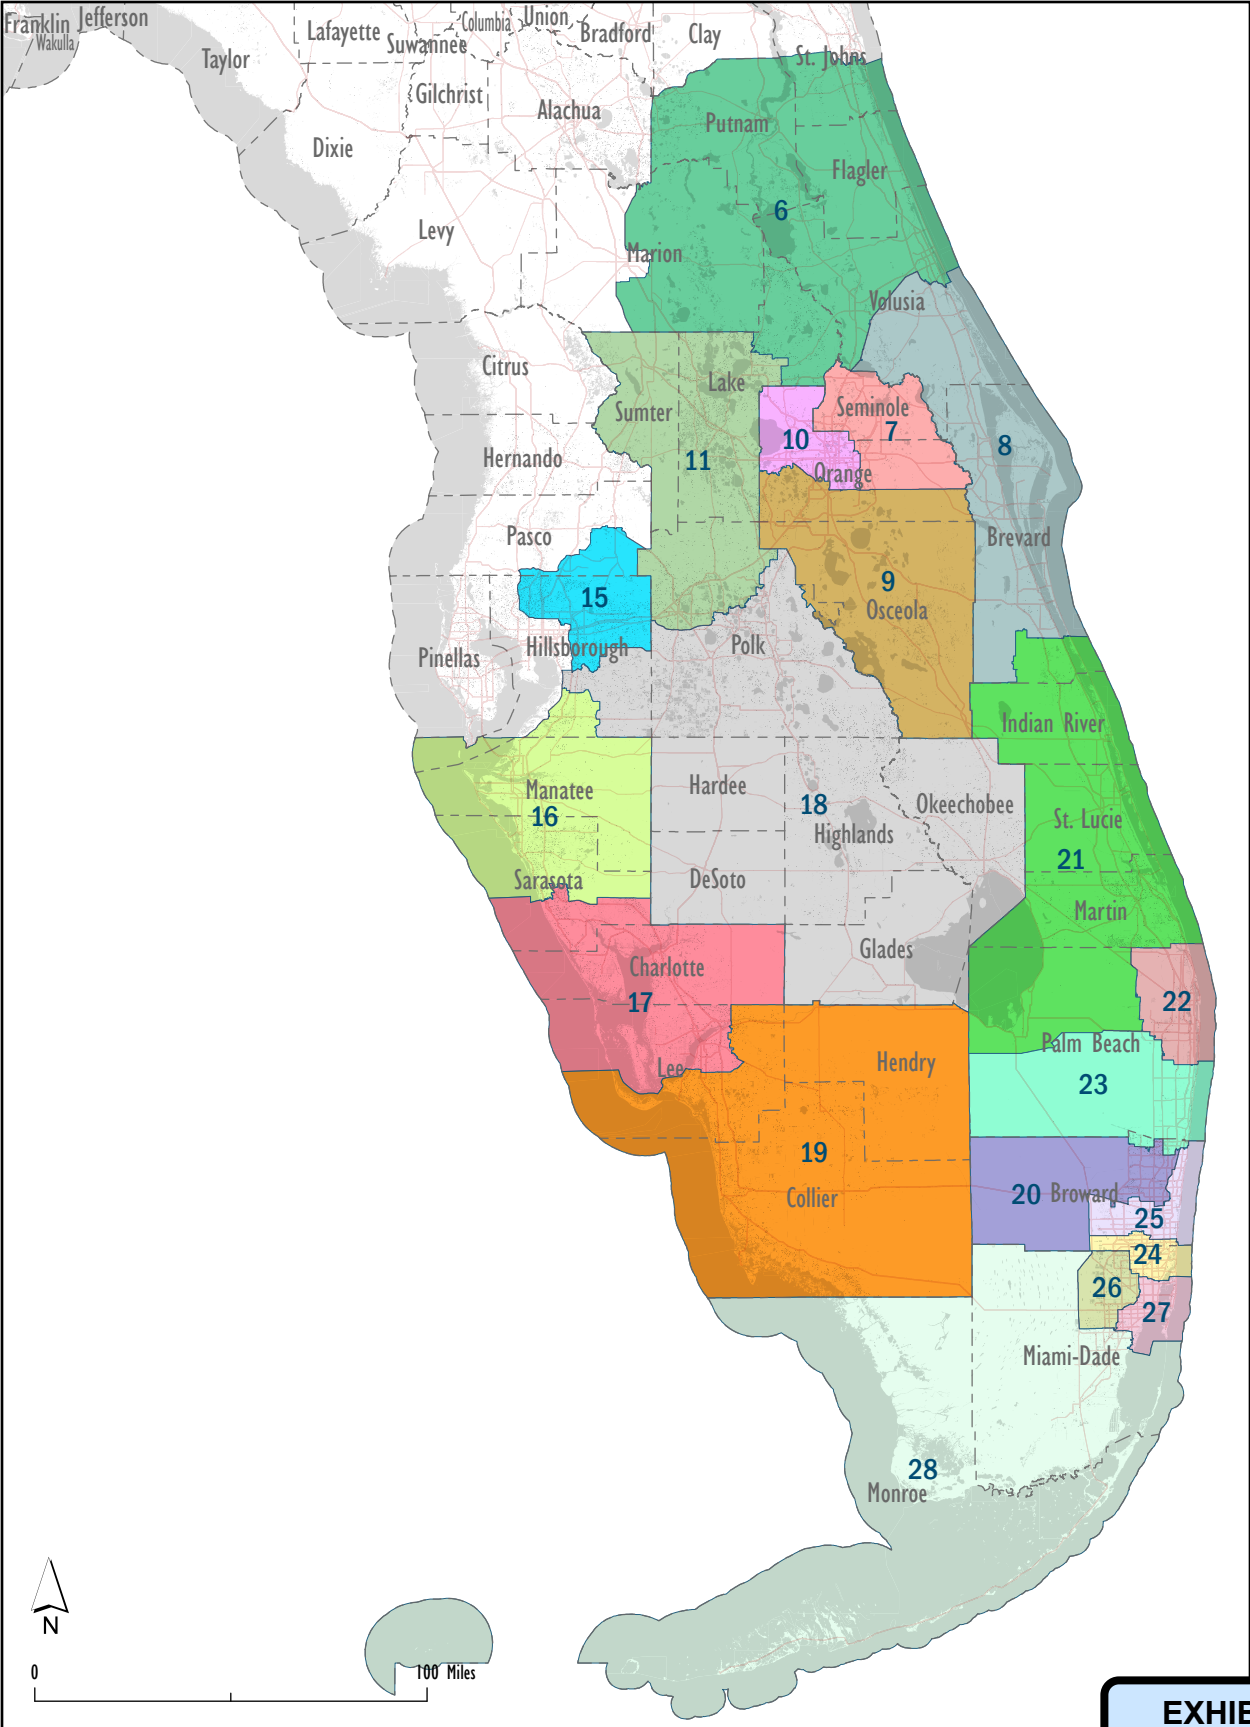 Franklin
Jefferson
Wakulla
Taylor
Lafayette
Suwannee
Columbia
Union
Bradford
Clay
St. Johns
Gilchrist
Alachua
Putnam
Dixie
Flagler
6
Levy
Marion
Volusia
Citrus
Lake
Sumter
Seminole
7
10
8
Hernando
11
Orange
Pasco
Brevard
9
15
Osceola
Hillsborough
Polk
Pinellas
Indian River
Manatee
Hardee
18
Okeechobee
16
Highlands
St. Lucie
21
Sarasota
DeSoto
Martin
Glades
Charlotte
17
22
Palm Beach
Lee
Hendry
23
19
20
Broward
Collier
25
24
26
27
Miami-Dade
28
Monroe
N
0
100 Miles